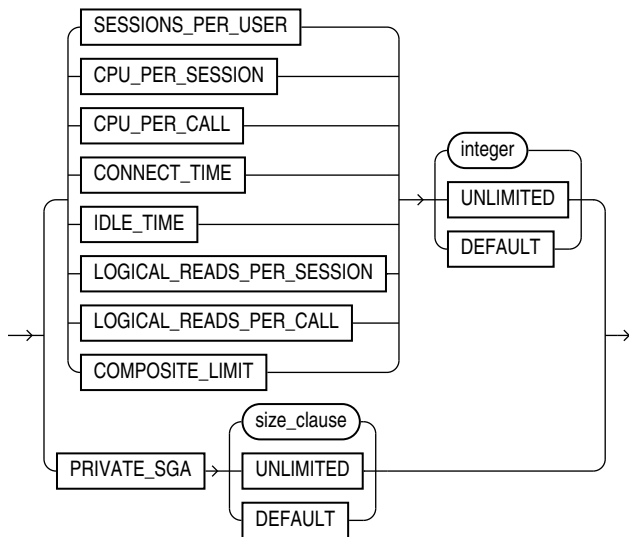 SESSIONS_PER_USER
CPU_PER_SESSION
CPU_PER_CALL
CONNECT_TIME
IDLE_TIME
LOGICAL_READS_PER_SESSION
LOGICAL_READS_PER_CALL
COMPOSITE_LIMIT
integer
UNLIMITED
DEFAULT
PRIVATE_SGA
size_clause
UNLIMITED
DEFAULT